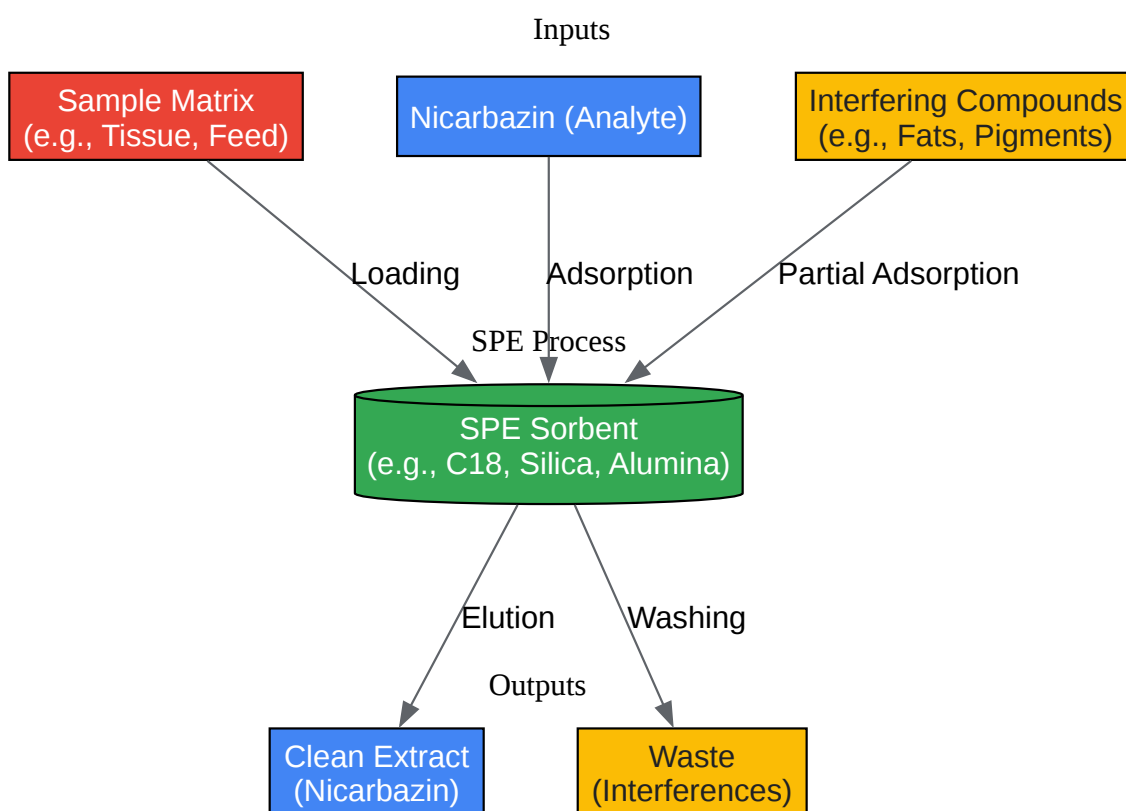 Inputs
Sample Matrix
(e.g., Tissue, Feed)
Nicarbazin (Analyte)
Interfering Compounds
(e.g., Fats, Pigments)
Loading
Adsorption
Partial Adsorption
SPE Process
SPE Sorbent
(e.g., C18, Silica, Alumina)
Elution
Washing
Outputs
Clean Extract
(Nicarbazin)
Waste
(Interferences)